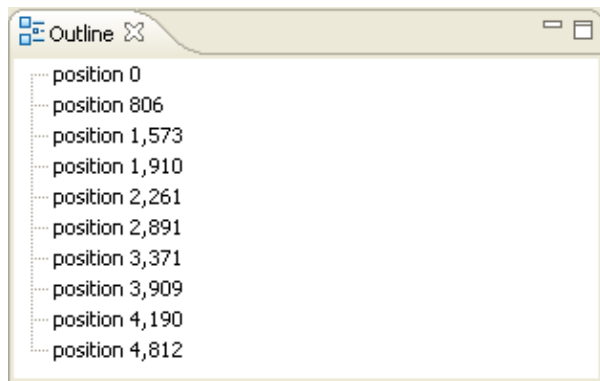 Outline
position 0
position 806
position 1,573
position 1,910
position 2,261
position 2,891
position 3,371
position 3,909
position 4,190
position 4,812